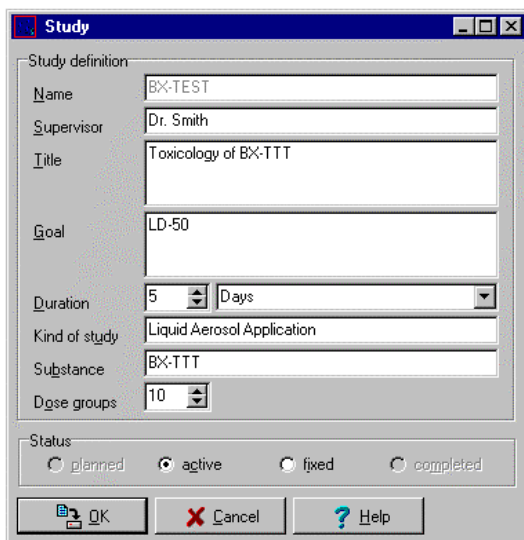 Study
Study definition
Name BX-TEST
Supervisor Dr. Smith
Title Toxicology of BX-TTT
Goal LD-50
Duration 5 Days
Kind of study Liquid Aerosol Application
Substance BX-TTT
Dose groups 10
Status
planned active fixed completed
OK Cancel ? Help